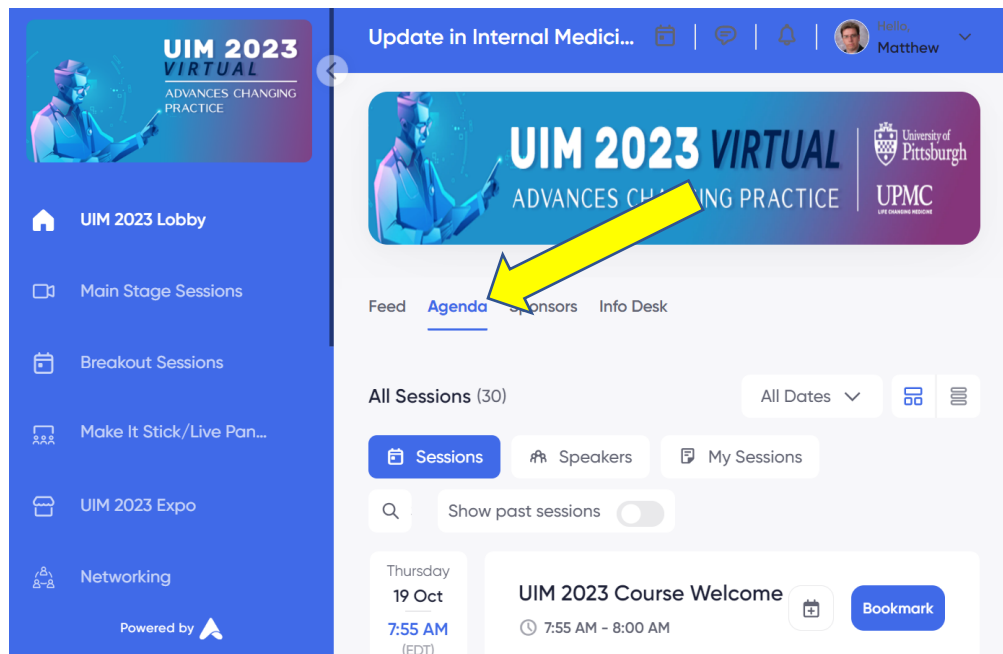 UIM 2023
VIRTUAL
ADVANCES CHANGING
PRACTICE
UIM 2023 Lobby
Main Stage Sessions
Breakout Sessions
Make It Stick/Live Pan...
UIM 2023 Expo
Networking
Powered by
Update in Internal Medici...
Hello,
Matthew
UIM 2023 VIRTUAL
ADVANCES CH NG PRACTICE
University of
Pittsburgh
UPMC
LIFE CHANGING MEDICINE
Feed Agenda Sponsors Info Desk
All Sessions (30)
All Dates
Sessions Speakers My Sessions
Show past sessions
Thursday
19 Oct
7:55 AM
(EDT)
UIM 2023 Course Welcome
7:55 AM - 8:00 AM
Bookmark